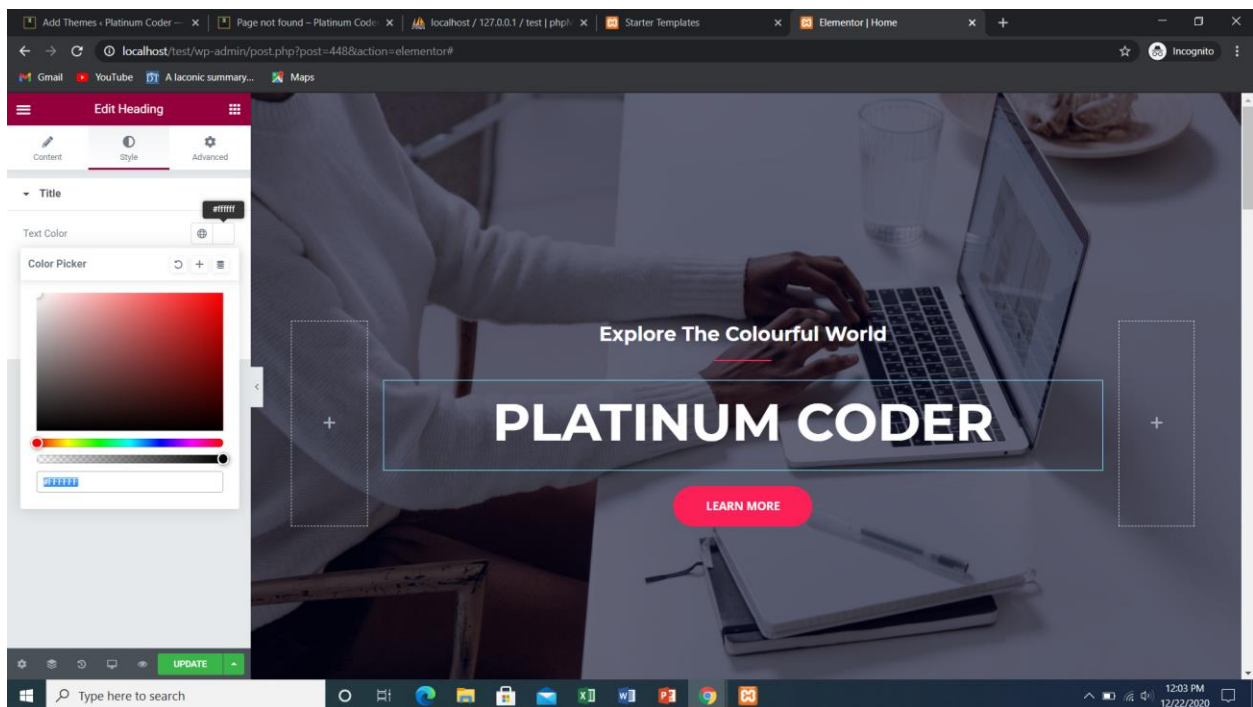 Add Themes ‹ Platinum Coder —
Page not found – Platinum Code
localhost / 127.0.0.1 / test | phpM
Starter Templates
Elementor | Home
localhost/test/wp-admin/post.php?post=448&action=elementor#
Incognito
Gmail
YouTube
A laconic summary...
Maps
Edit Heading
Content
Style
Advanced
Title
#ffffff
Text Color
Color Picker
#FFFFFF
UPDATE
Explore The Colourful World
PLATINUM CODER
LEARN MORE
Type here to search
12:03 PM
12/22/2020